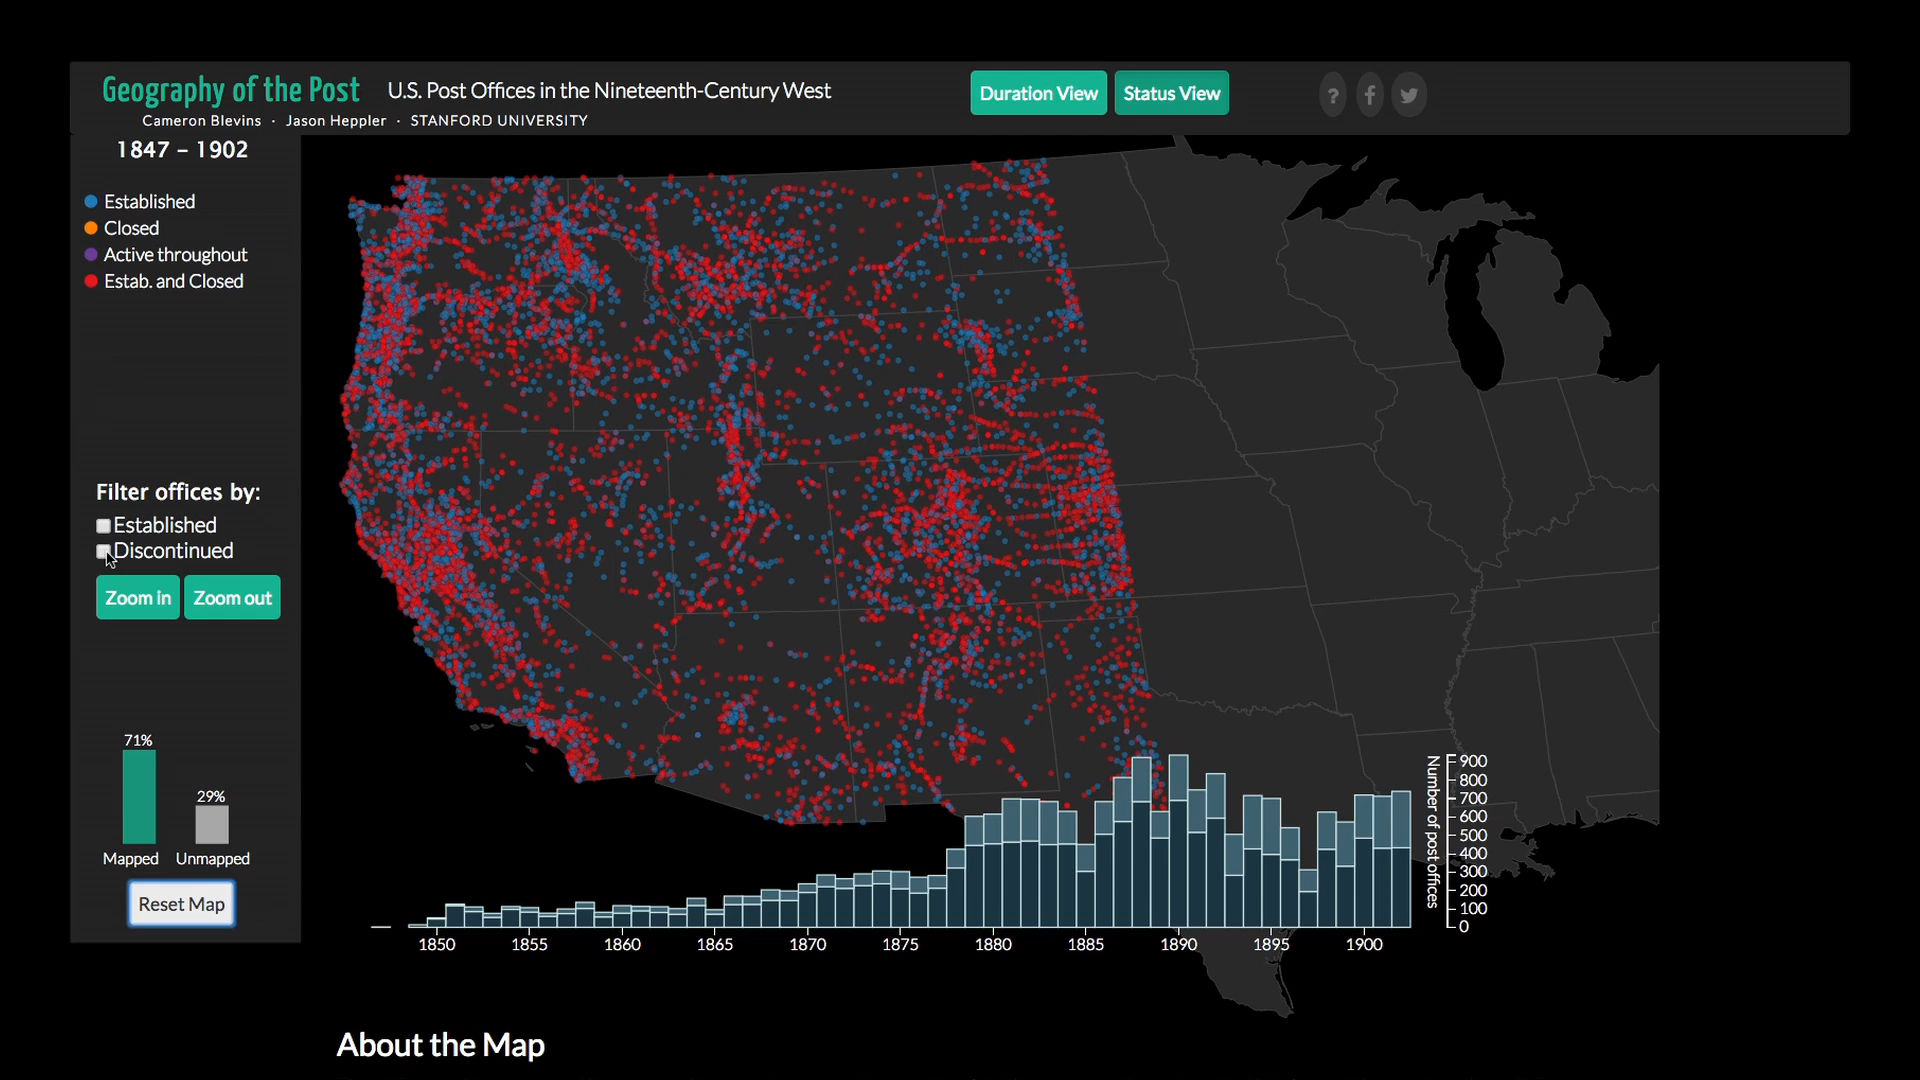 Geography of the Post
U.S. Post Offices in the Nineteenth-Century West
Duration View
Status View
?
f
Cameron Blevins · Jason Heppler · STANFORD UNIVERSITY
1847 – 1902
Established
Closed
Active throughout
Estab. and Closed
Filter offices by:
Established
Discontinued
Zoom in
Zoom out
71%
29%
Mapped
Unmapped
Reset Map
Number of post offices
900
800
700
600
500
400
300
200
100
0
1850
1855
1860
1865
1870
1875
1880
1885
1890
1895
1900
About the Map